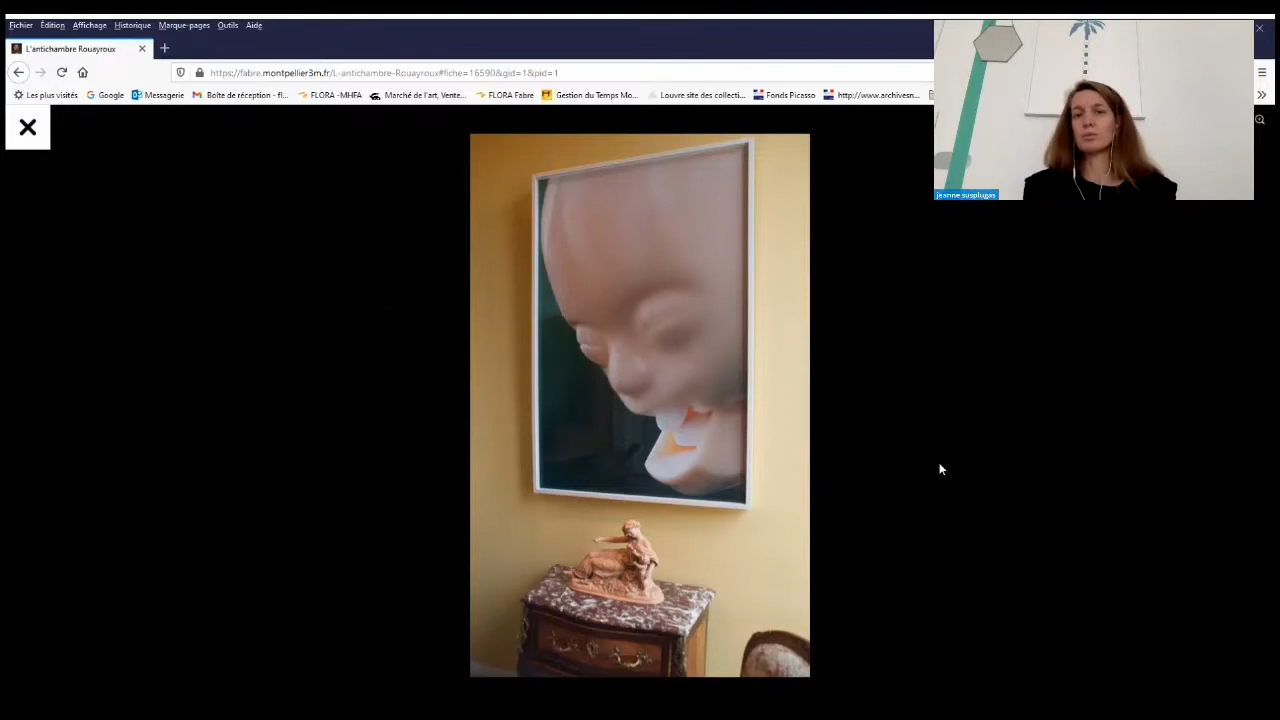 Fichier Édition Affichage Historique Marque-pages Outils Aide
L'antichambre Rouayroux
https://fabre.montpellier3m.fr/L-antichambre-Rouayroux#fiche=16590&gid=1&pid=1
Les plus visités Google Messagerie Boîte de réception - fl... FLORA -MHFA Marché de l'art, Vente... FLORA Fabre Gestion du Temps Mo... Louvre site des collecti... Fonds Picasso http://www.archivesn...
jeanne susplugas